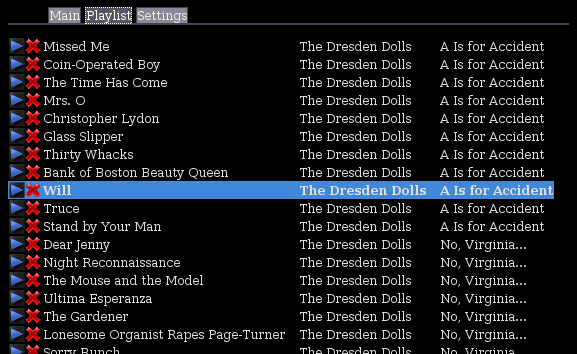 Main Playlist Settings
Missed Me The Dresden Dolls A Is for Accident
Coin-Operated Boy The Dresden Dolls A Is for Accident
The Time Has Come The Dresden Dolls A Is for Accident
Mrs. O The Dresden Dolls A Is for Accident
Christopher Lydon The Dresden Dolls A Is for Accident
Glass Slipper The Dresden Dolls A Is for Accident
Thirty Whacks The Dresden Dolls A Is for Accident
Bank of Boston Beauty Queen The Dresden Dolls A Is for Accident
Will The Dresden Dolls A Is for Accident
Truce The Dresden Dolls A Is for Accident
Stand by Your Man The Dresden Dolls A Is for Accident
Dear Jenny The Dresden Dolls No, Virginia...
Night Reconnaissance The Dresden Dolls No, Virginia...
The Mouse and the Model The Dresden Dolls No, Virginia...
Ultima Esperanza The Dresden Dolls No, Virginia...
The Gardener The Dresden Dolls No, Virginia...
Lonesome Organist Rapes Page-Turner The Dresden Dolls No, Virginia...
Sorry Bunch The Dresden Dolls No, Virginia...